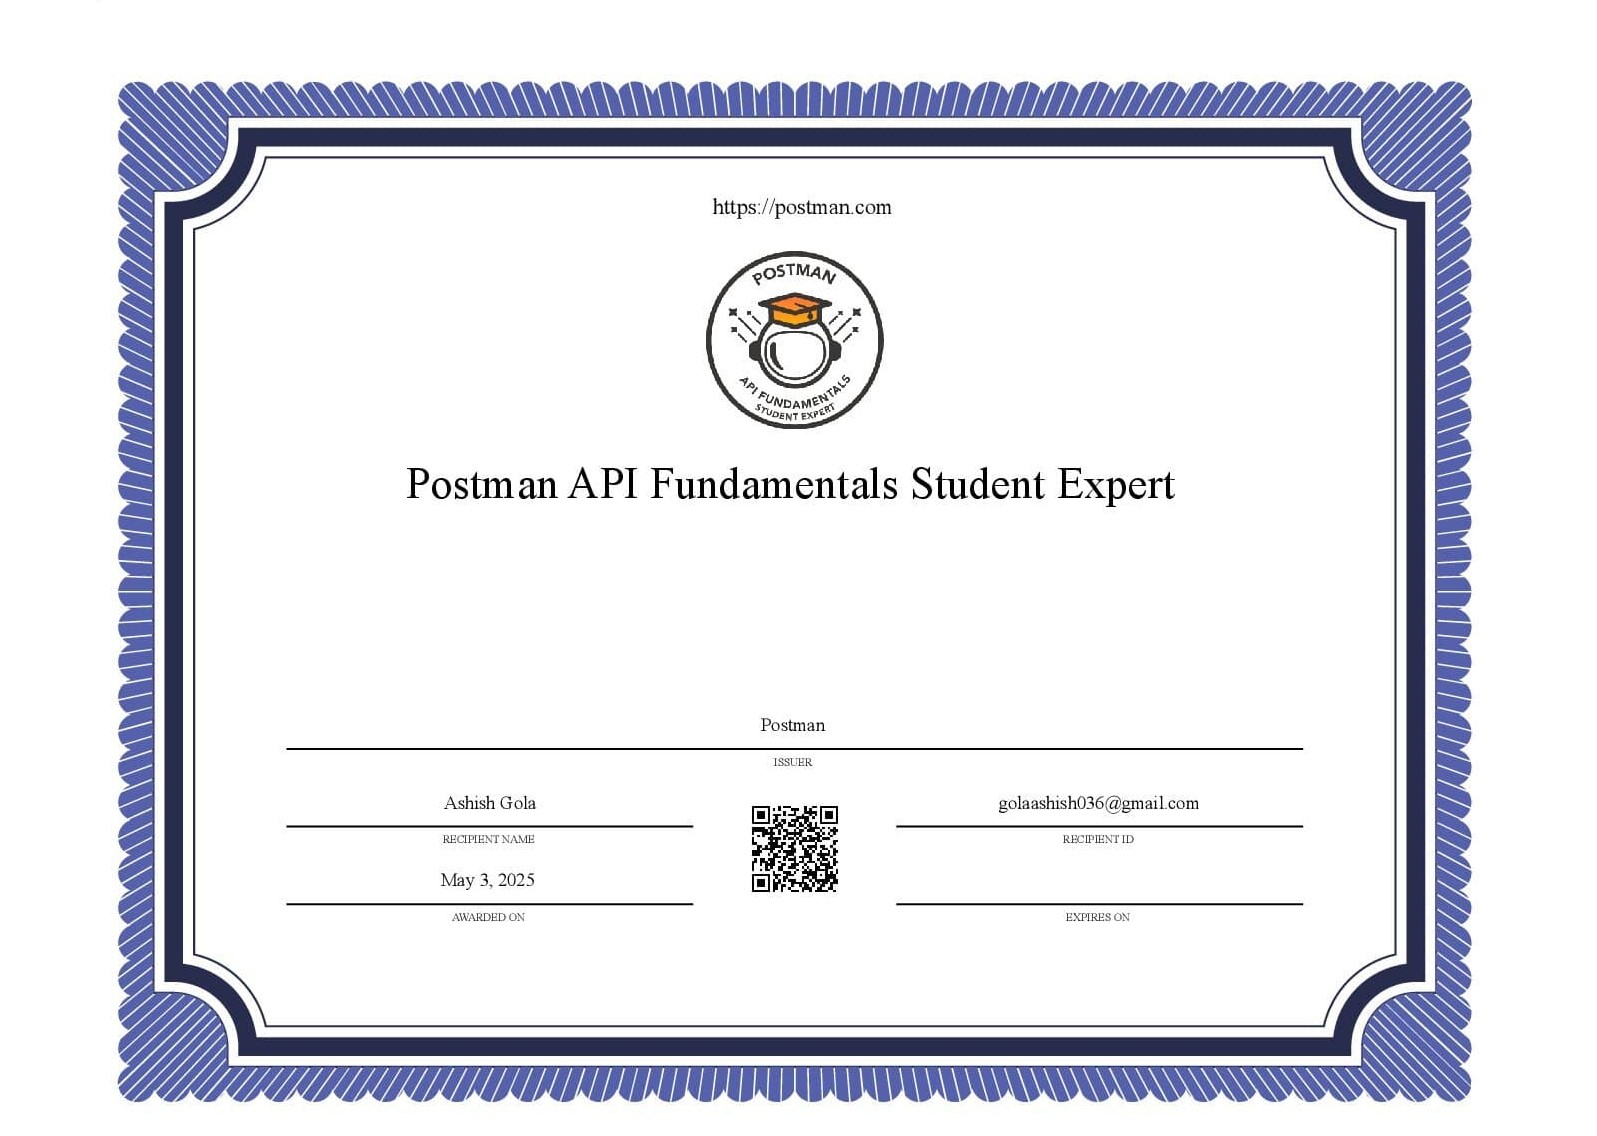 https://postman.com
POSTMAN
API FUNDAMENTALS
STUDENT EXPERT
Postman API Fundamentals Student Expert
Postman
ISSUER
Ashish Gola
RECIPIENT NAME
golaashish036@gmail.com
RECIPIENT ID
May 3, 2025
AWARDED ON
EXPIRES ON